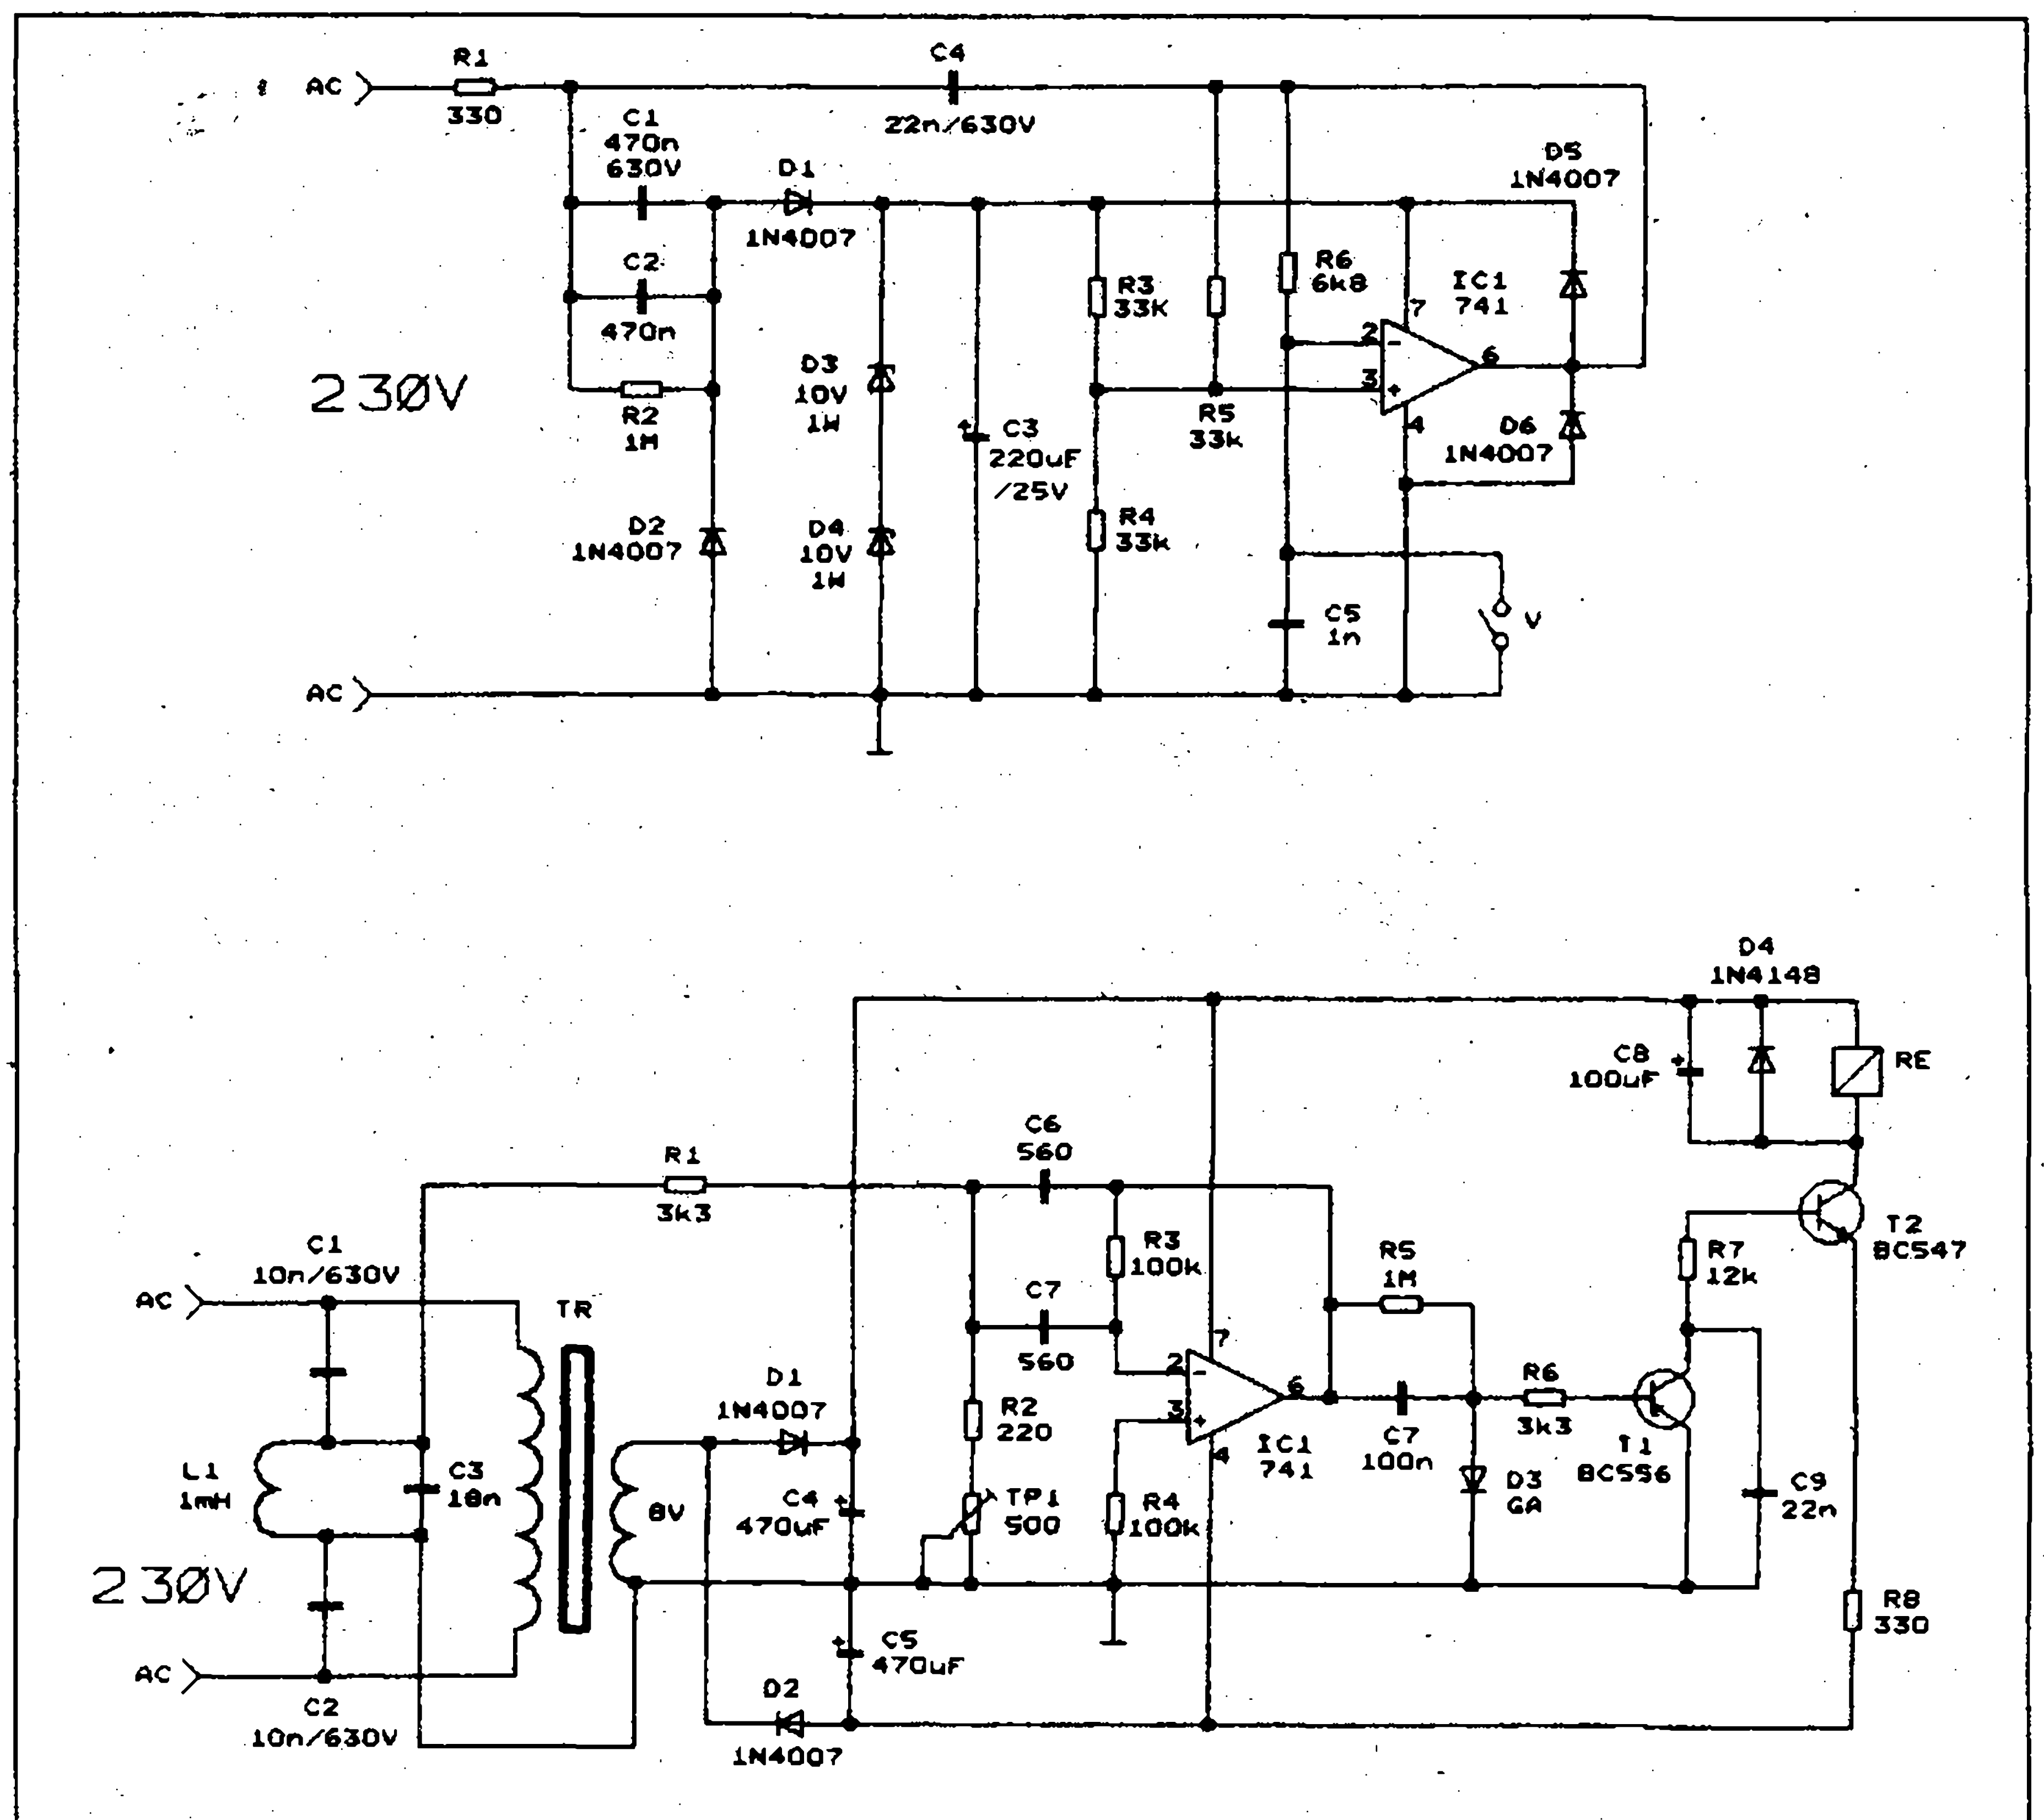 R1
330
AC
C4
22n/630V
C1
470n
630V
D1
1N4007
D5
1N4007
C2
470n
R3
33K
R6
6k8
IC1
741
7
2
-
6
3
+
4
230V
R2
1M
D3
10V
1W
C3
+
220uF
/25V
R5
33k
D6
1N4007
D2
1N4007
D4
10V
1W
R4
33k
C5
1n
V
AC
D4
1N4148
C8
+
100uF
RE
C6
560
R1
3k3
T2
BC547
C1
10n/630V
R3
100k
R5
1M
R7
12k
AC
TR
C7
560
7
2
-
6
3
+
4
R6
3k3
D1
1N4007
R2
220
IC1
741
C7
100n
T1
BC556
L1
1mH
C3
18n
8V
C4
+
470uF
TP1
500
R4
100k
D3
GA
C9
22n
230V
R8
330
AC
C5
+
470uF
C2
10n/630V
D2
1N4007